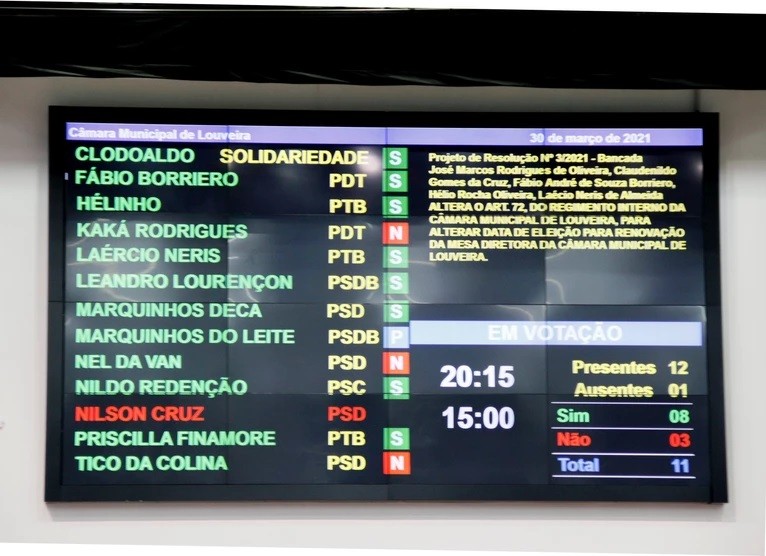 Câmara Municipal de Louveira 30 de março de 2021
CLODOALDO SOLIDARIEDADE S
FÁBIO BORRIERO PDT S
HÉLINHO PTB S
KAKÁ RODRIGUES PDT N
LAÉRCIO NERIS PTB S
LEANDRO LOURENÇON PSDB S
MARQUINHOS DECA PSD S
MARQUINHOS DO LEITE PSDB P
NEL DA VAN PSD N
NILDO REDENÇÃO PSC S
NILSON CRUZ PSD
PRISCILLA FINAMORE PTB S
TICO DA COLINA PSD N
Projeto de Resolução Nº 3/2021 - Bancada
José Marcos Rodrigues de Oliveira, Claudenildo
Gomes da Cruz, Fábio André de Souza Borriero,
Hélio Rocha Oliveira, Laécio Neris de Almeida
ALTERA O ART. 72, DO REGIMENTO INTERNO DA
CÂMARA MUNICIPAL DE LOUVEIRA, PARA
ALTERAR DATA DE ELEIÇÃO PARA RENOVAÇÃO
DA MESA DIRETORA DA CÂMARA MUNICIPAL DE
LOUVEIRA.
EM VOTAÇÃO
20:15
15:00
Presentes 12
Ausentes 01
Sim 08
Não 03
Total 11